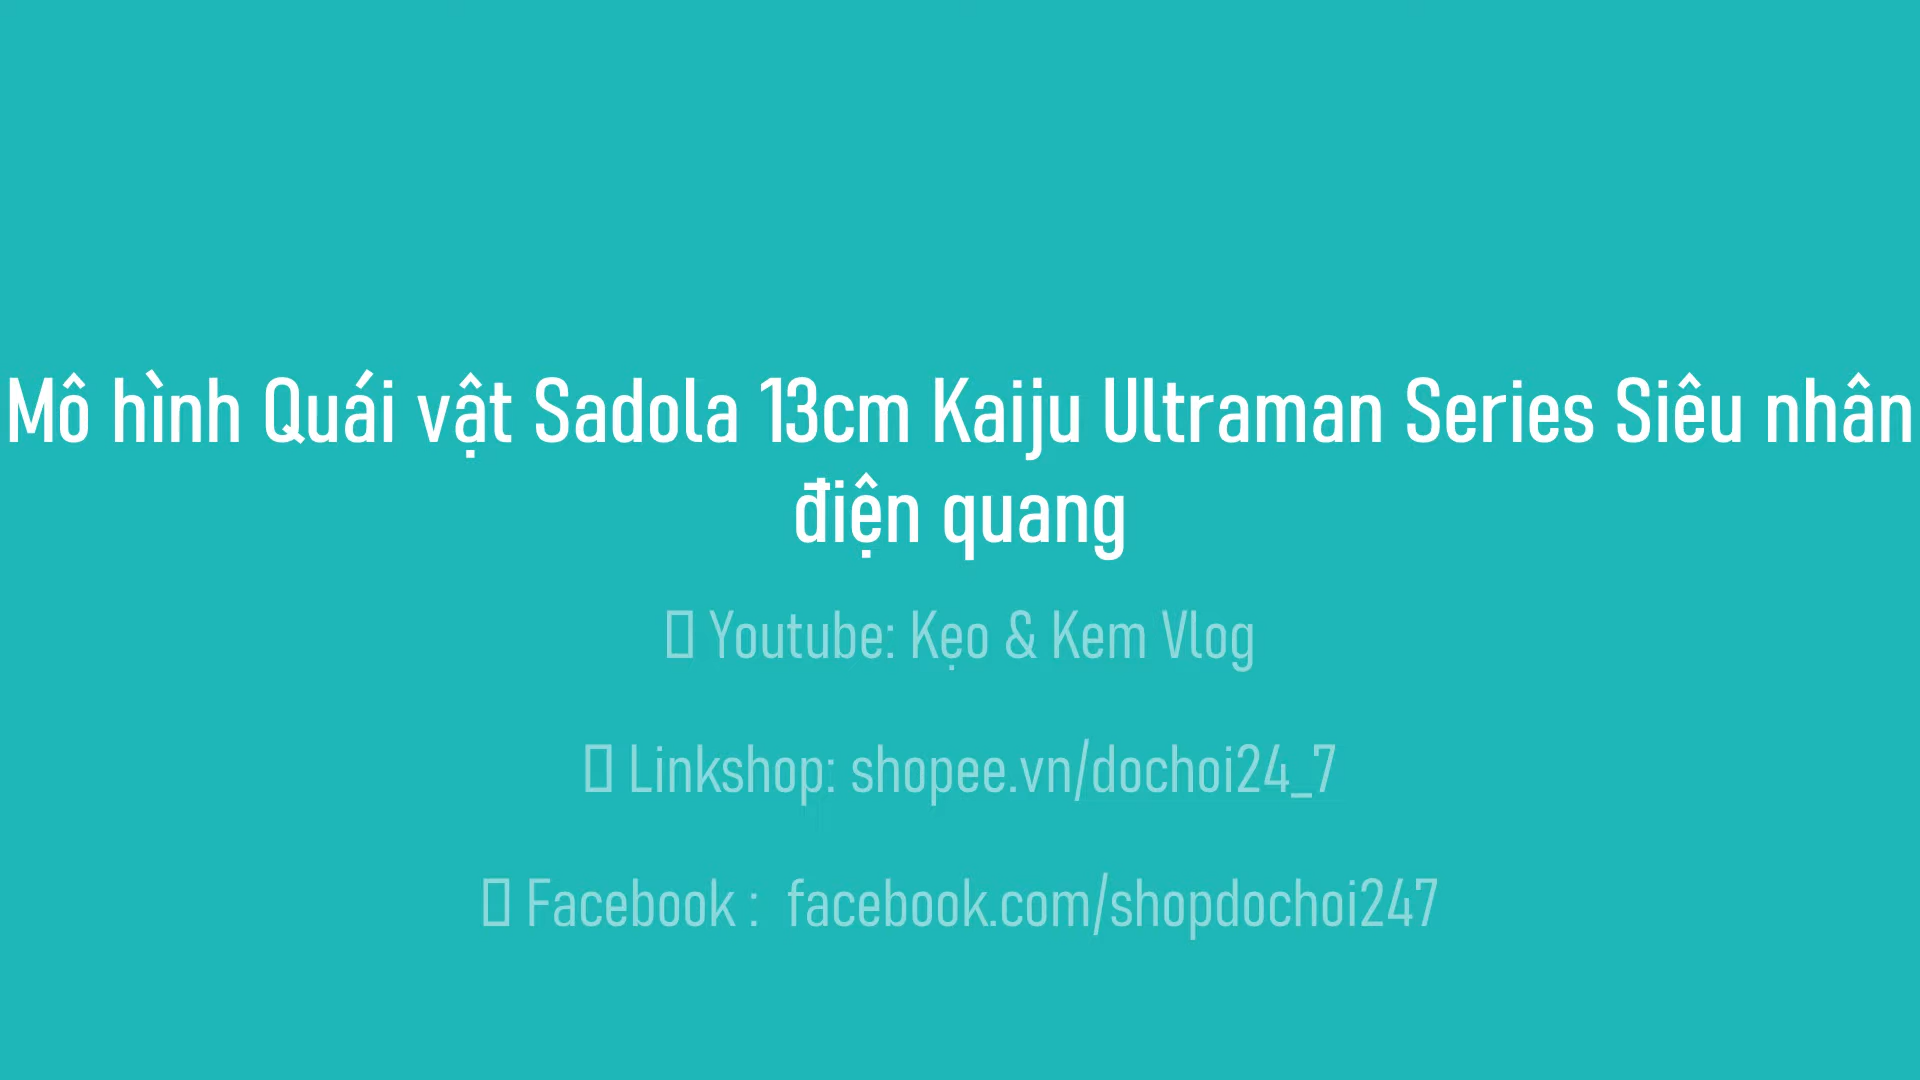 Mô hình Quái vật Sadola 13cm Kaiju Ultraman Series Siêu nhân
điện quang
Youtube: Kẹo & Kem Vlog
Linkshop: shopee.vn/dochoi24_7
Facebook :  facebook.com/shopdochoi247